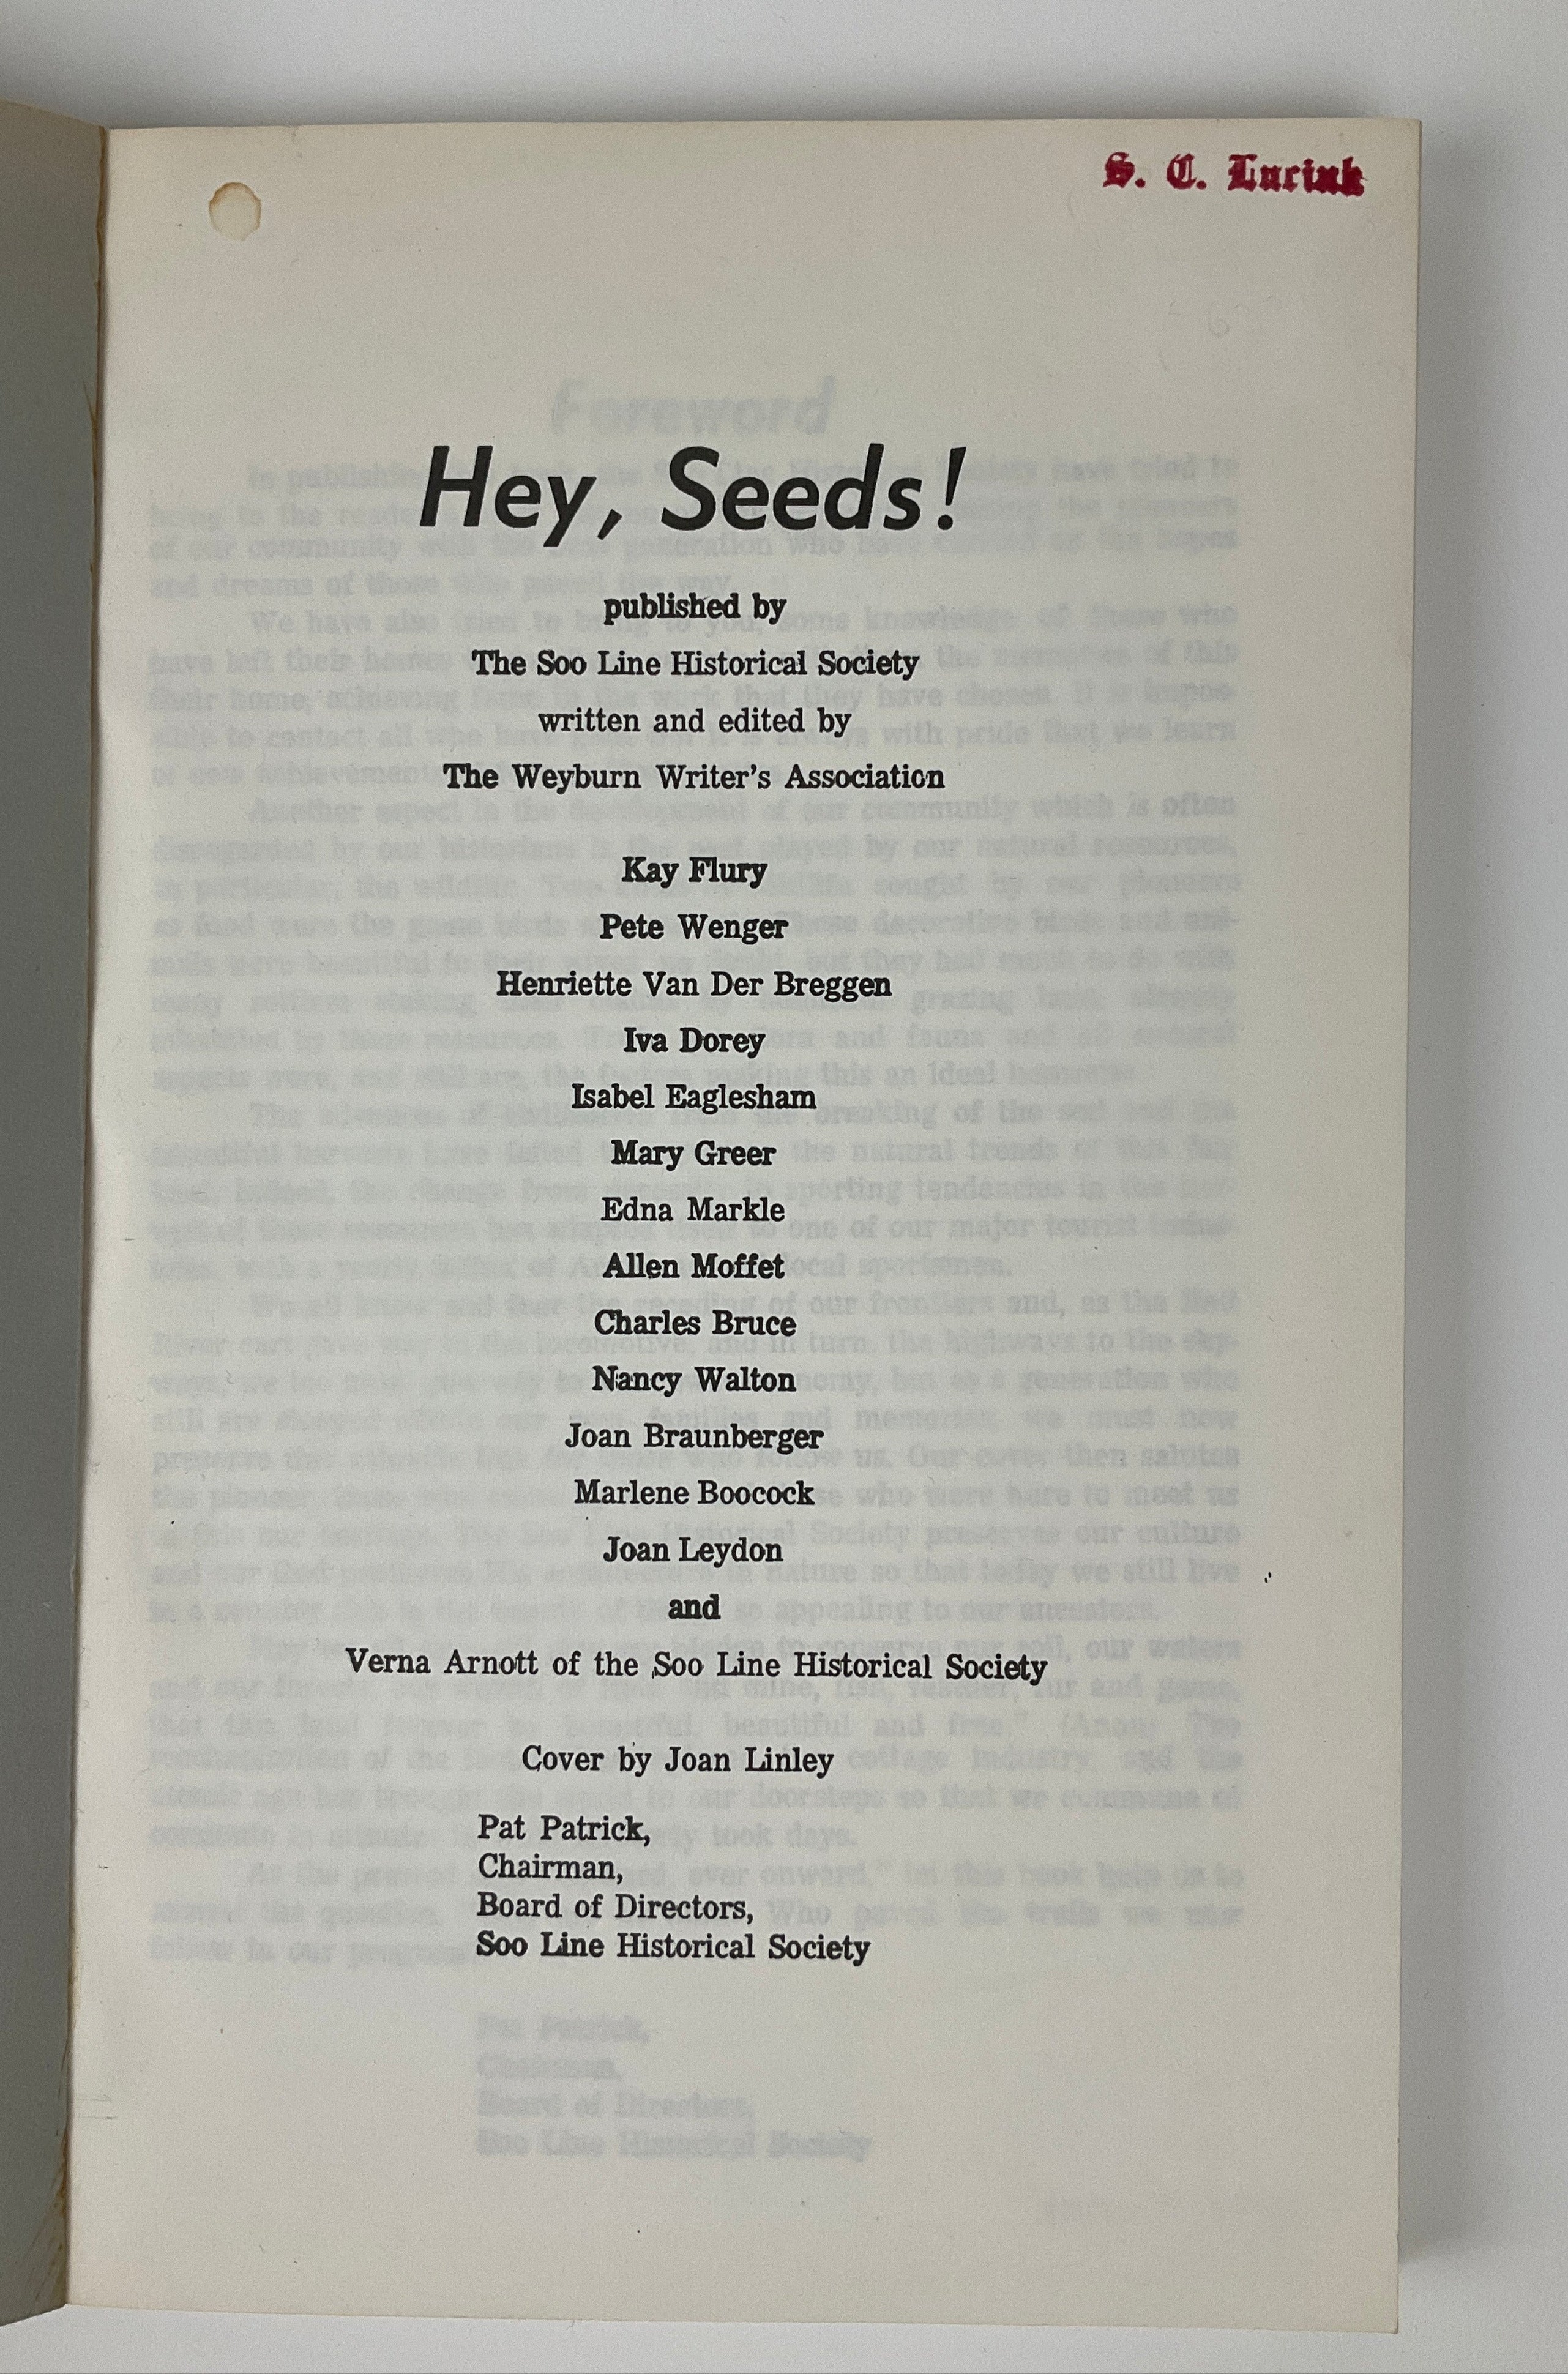 S. C. Luciuk
Hey, Seeds!
published by
The Soo Line Historical Society
written and edited by
The Weyburn Writer's Association
Kay Flury
Pete Wenger
Henriette Van Der Breggen
Iva Dorey
Isabel Eaglesham
Mary Greer
Edna Markle
Allen Moffet
Charles Bruce
Nancy Walton
Joan Braunberger
Marlene Boocock
Joan Leydon
and
Verna Arnott of the Soo Line Historical Society
Cover by Joan Linley
Pat Patrick,
Chairman,
Board of Directors,
Soo Line Historical Society